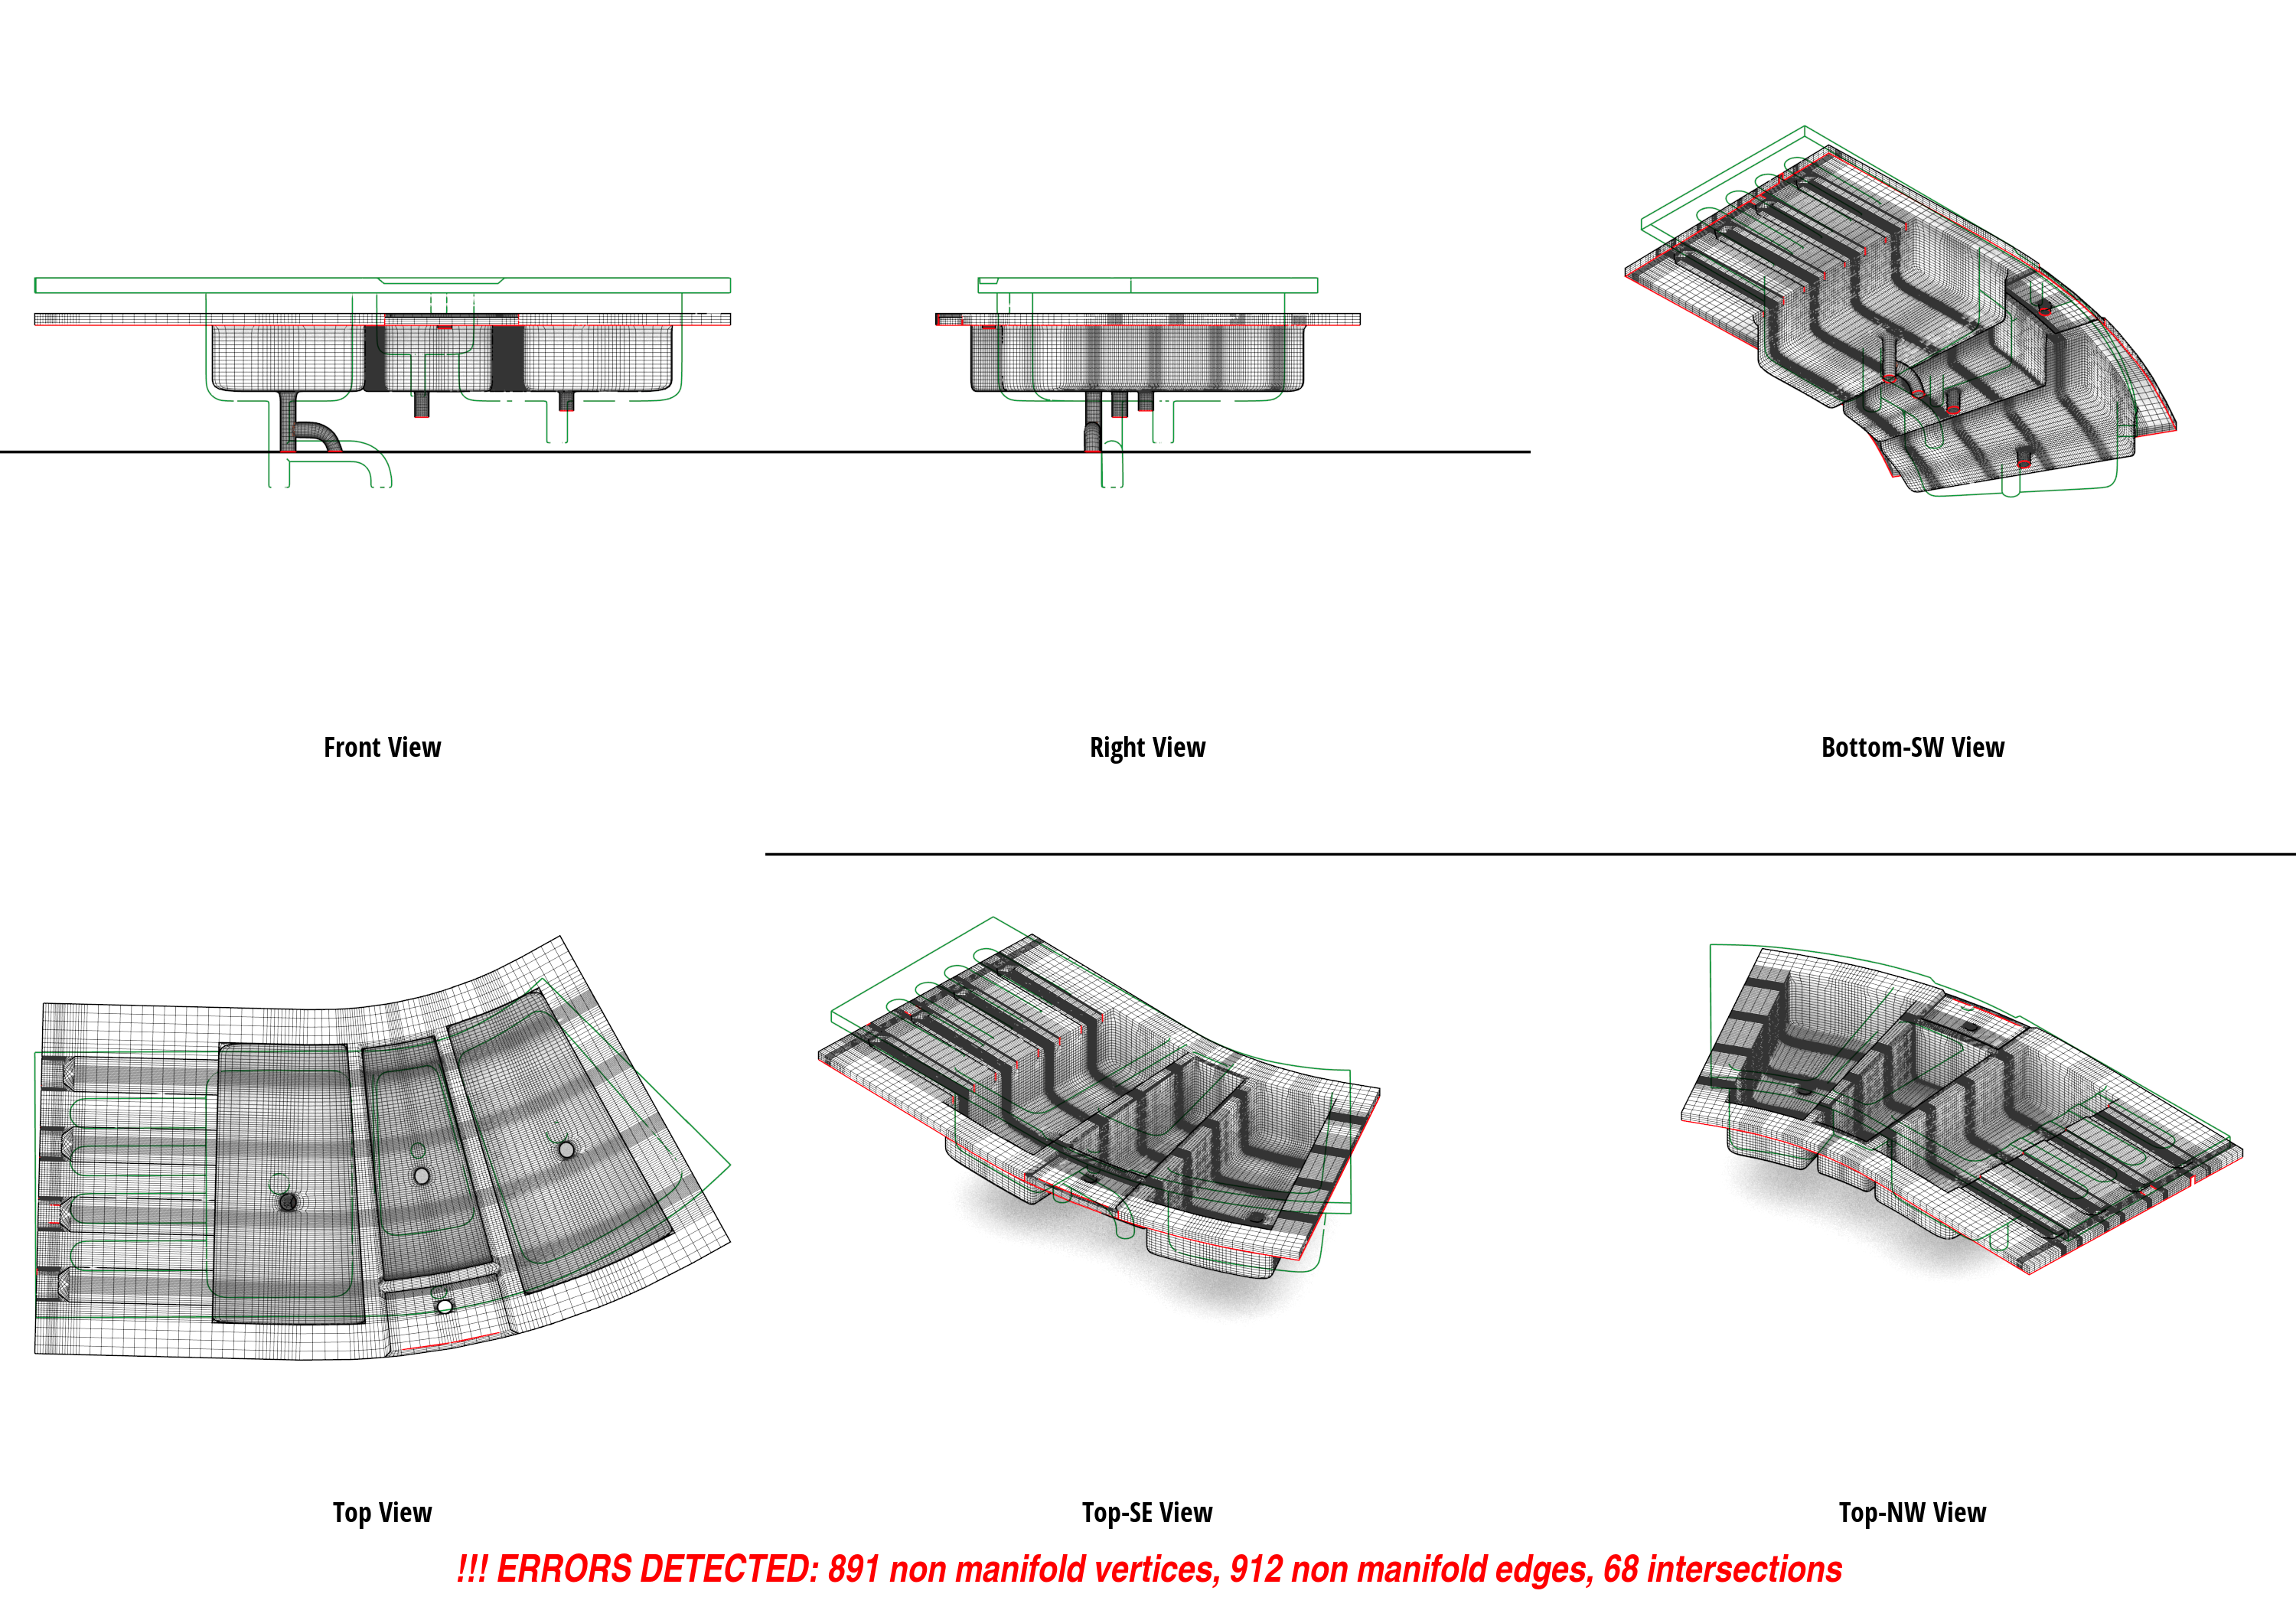 Front View
Right View
Bottom-SW View
Top View
Top-SE View
Top-NW View
!!! ERRORS DETECTED: 891 non manifold vertices, 912 non manifold edges, 68 intersections